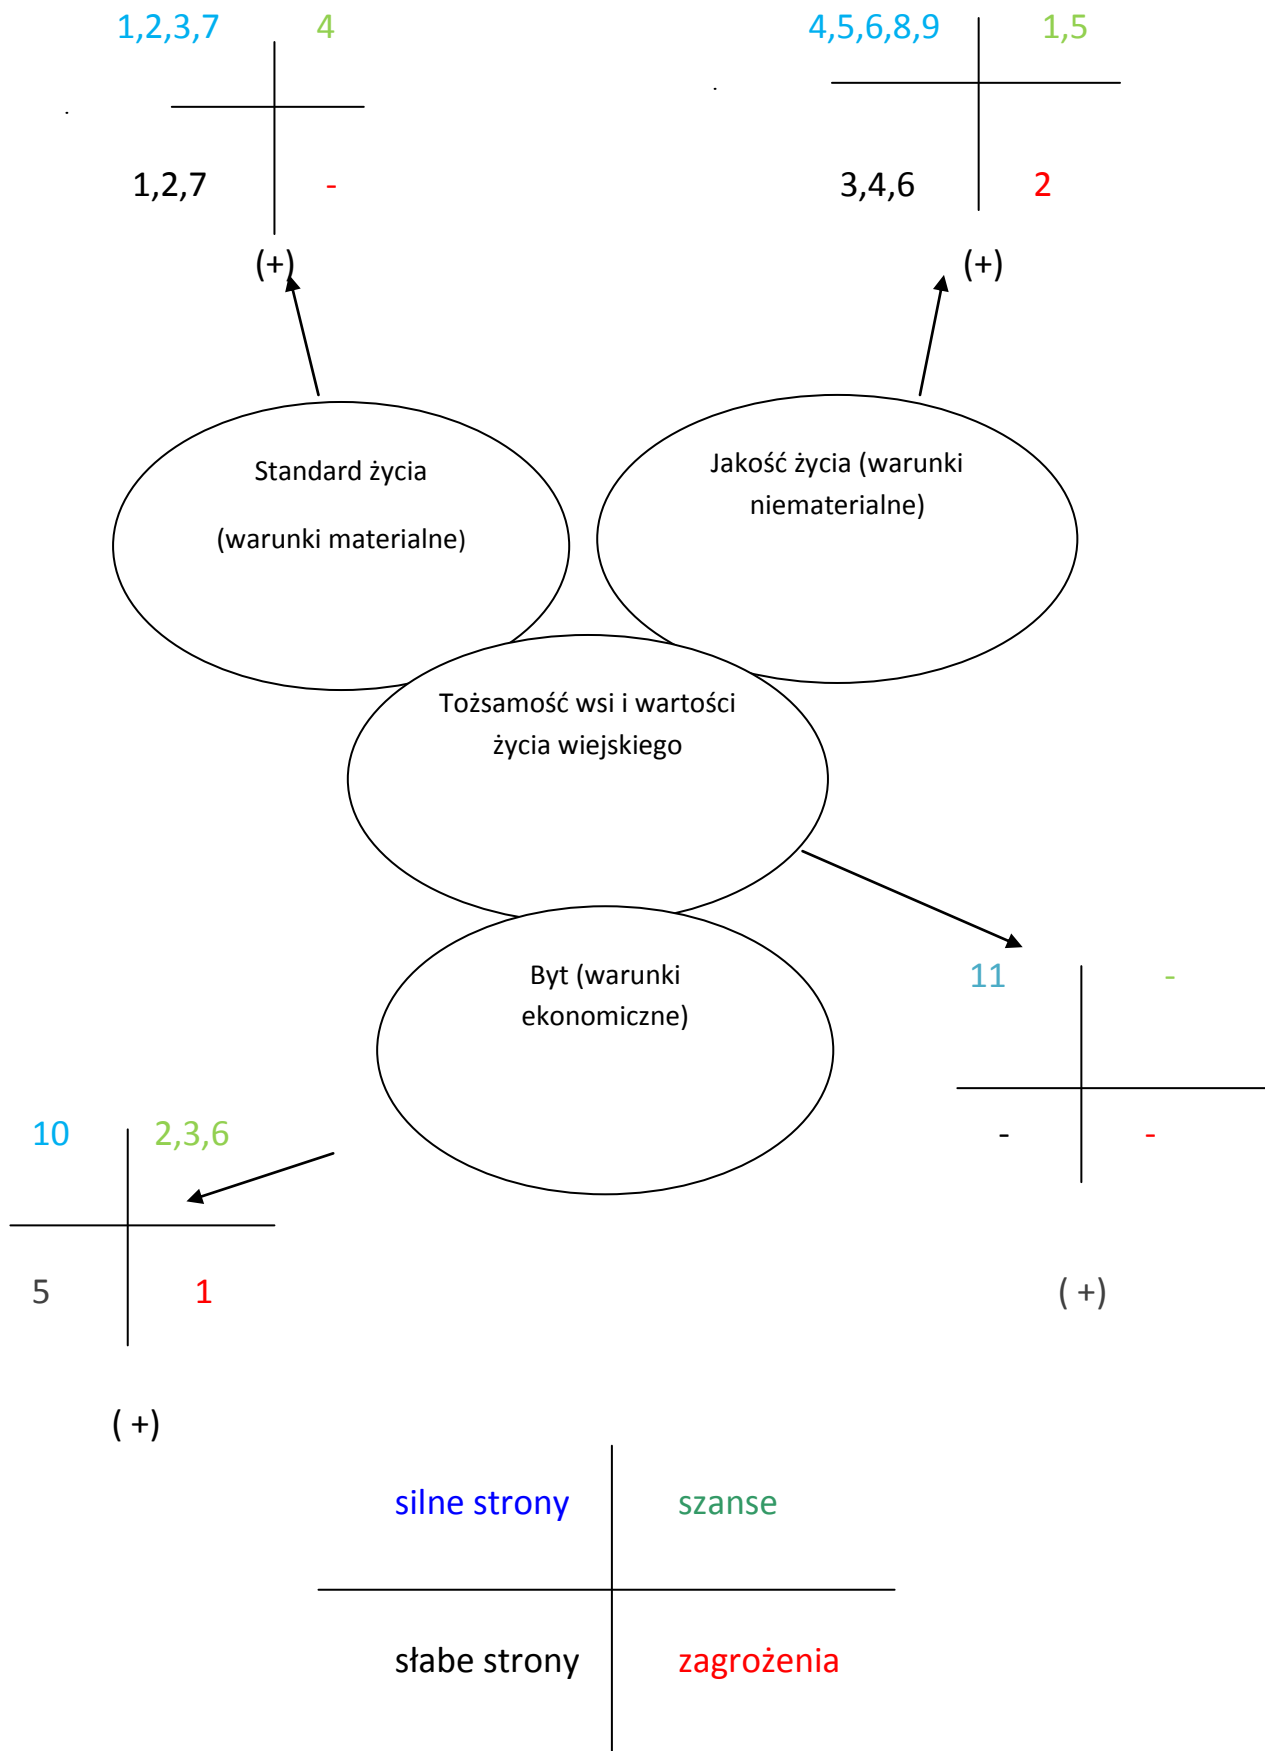 1,2,3,7 4
1,2,7 -
(+)
4,5,6,8,9 1,5
3,4,6 2
(+)
Standard życia
(warunki materialne)
Jakość życia (warunki
niematerialne)
Tożsamość wsi i wartości
życia wiejskiego
Byt (warunki
ekonomiczne)
11 -
- -
( +)
10 2,3,6
5 1
( +)
silne strony szanse
słabe strony zagrożenia